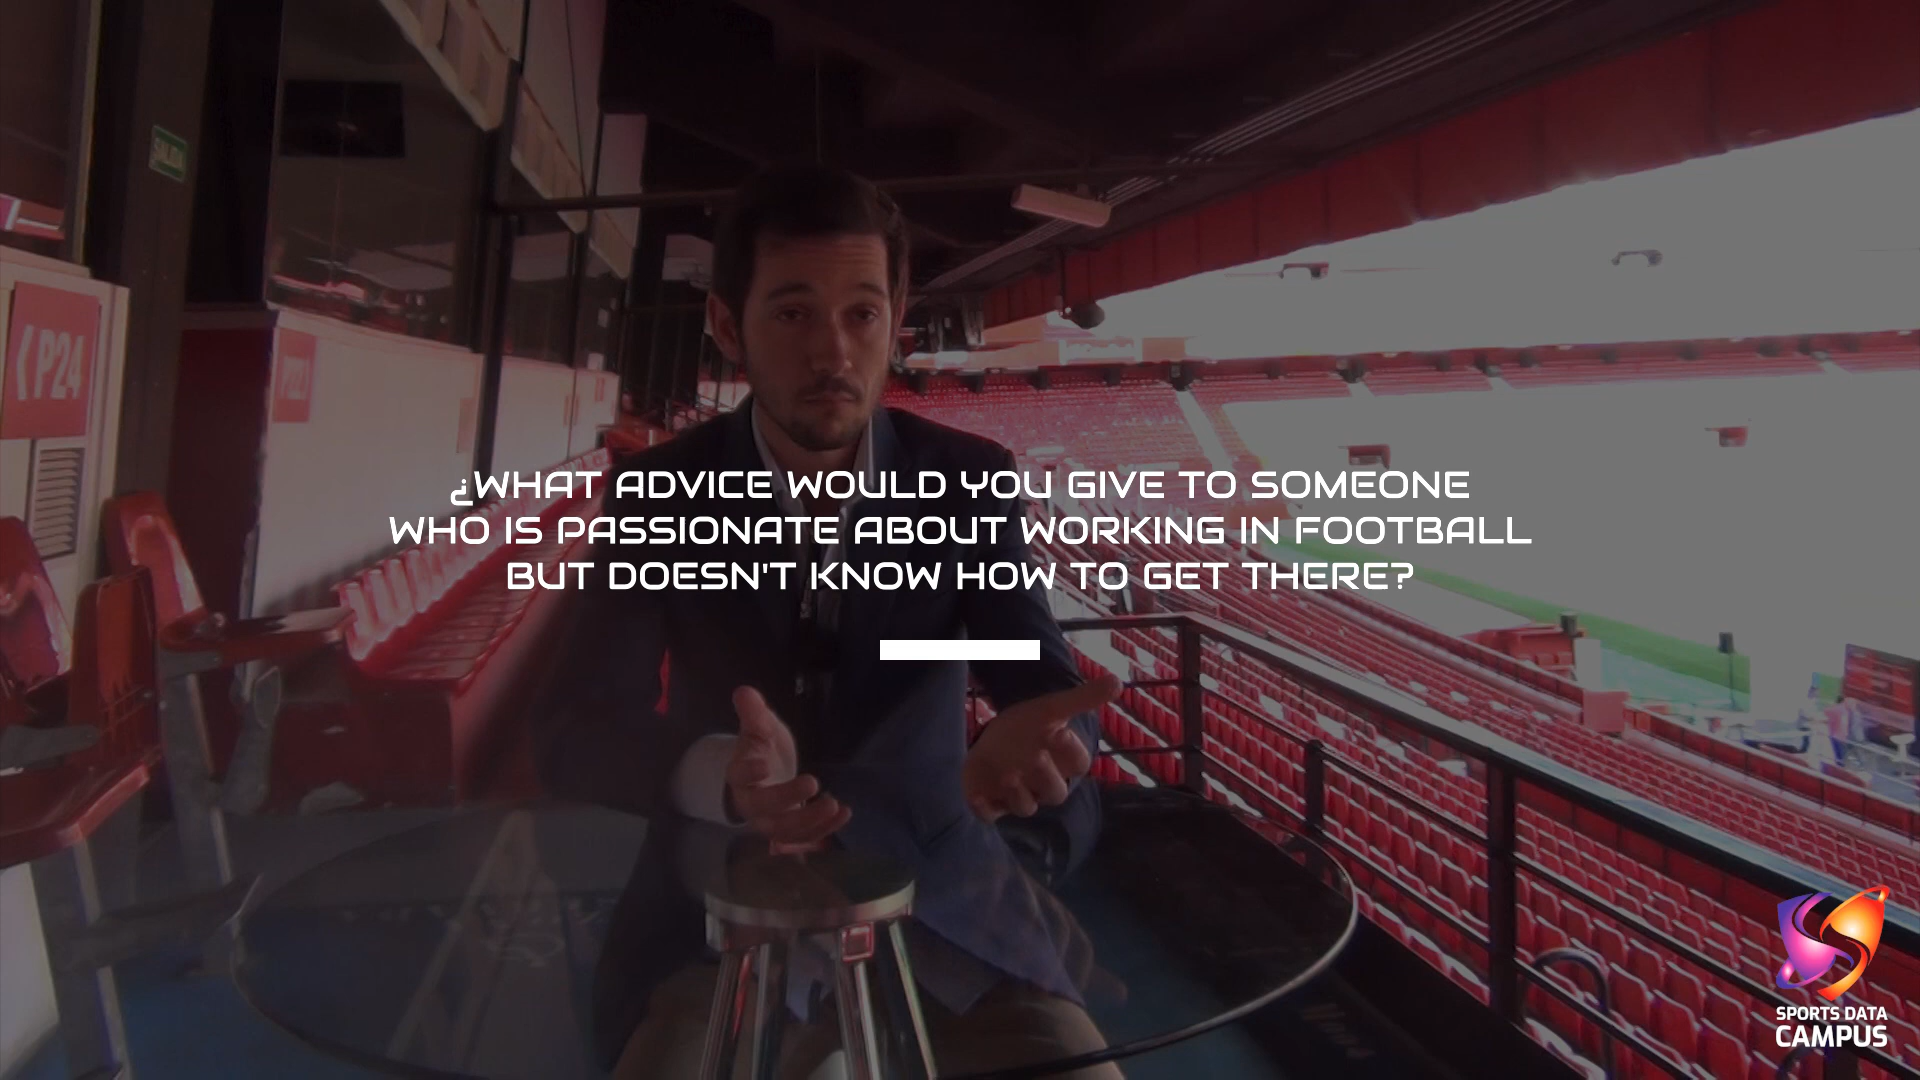 SALIDA
P24
¿WHAT ADVICE WOULD YOU GIVE TO SOMEONE
WHO IS PASSIONATE ABOUT WORKING IN FOOTBALL
BUT DOESN'T KNOW HOW TO GET THERE?
SPORTS DATA
CAMPUS